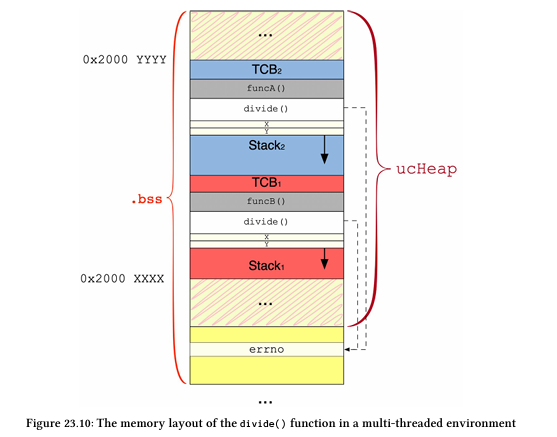 ...
0x2000 YYYY
TCB2
funcA()
divide()
X
Y
Stack2
ucHeap
TCB1
.bss
funcB()
divide()
X
Y
Stack1
0x2000 XXXX
...
errno
...
Figure 23.10: The memory layout of the divide() function in a multi-threaded environment